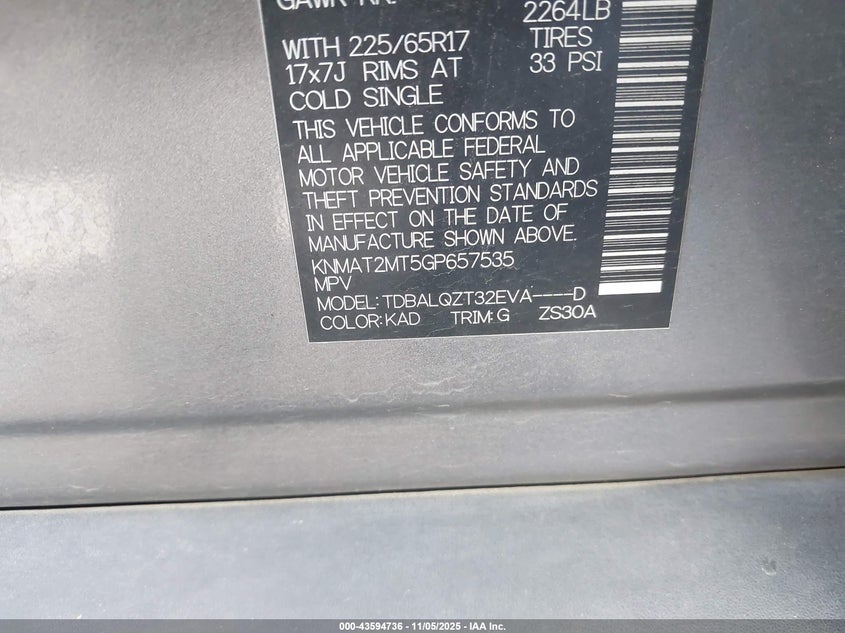 GAWR RR:
2264LB
WITH 225/65R17 TIRES
17x7J RIMS AT 33 PSI
COLD SINGLE
THIS VEHICLE CONFORMS TO
ALL APPLICABLE FEDERAL
MOTOR VEHICLE SAFETY AND
THEFT PREVENTION STANDARDS
IN EFFECT ON THE DATE OF
MANUFACTURE SHOWN ABOVE.
KNMAT2MT5GP657535
MPV
MODEL: TDBALQZT32EVA----D
COLOR: KAD TRIM: G ZS30A
000-43594736 - 11/05/2025 - IAA Inc.